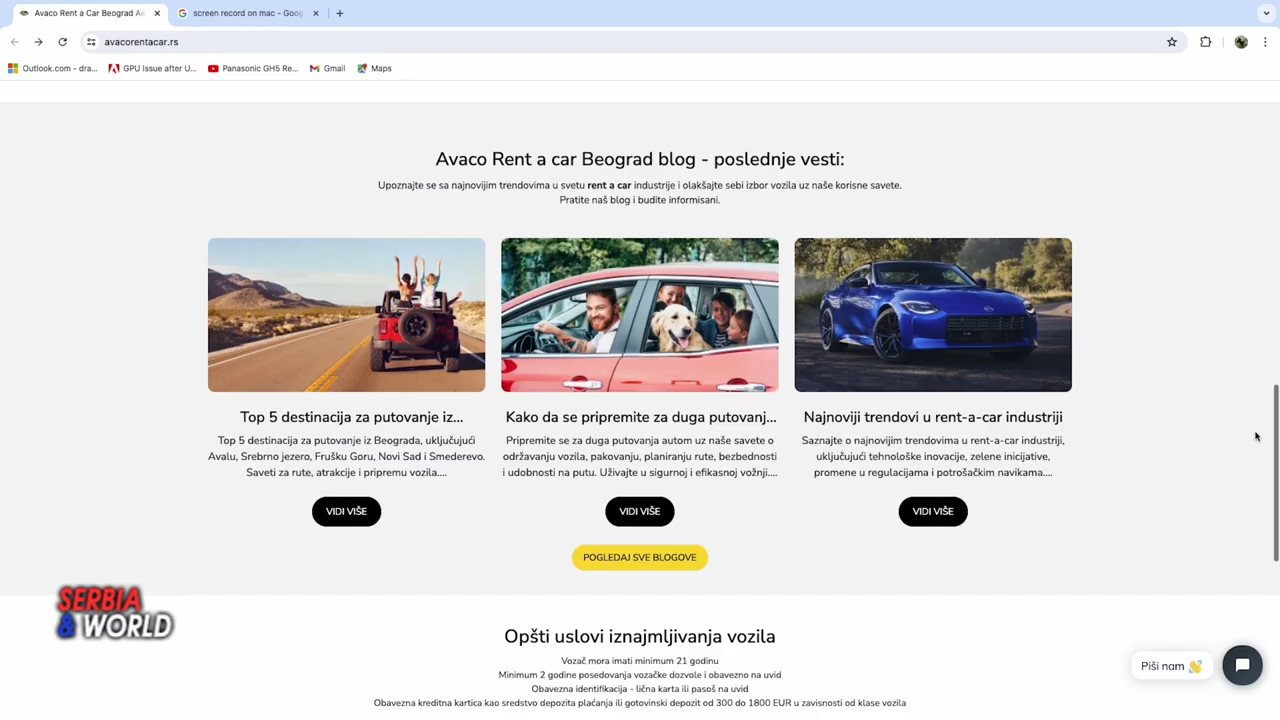 Avaco Rent a Car Beograd Ae
screen record on mac - Goog
avacorentacar.rs
Outlook.com - dra...
GPU Issue after U...
Panasonic GH5 Re...
Gmail
Maps
Avaco Rent a car Beograd blog - poslednje vesti:
Upoznajte se sa najnovijim trendovima u svetu rent a car industrije i olakšajte sebi izbor vozila uz naše korisne savete.
Pratite naš blog i budite informisani.
Top 5 destinacija za putovanje iz...
Top 5 destinacija za putovanje iz Beograda, uključujući
Avalu, Srebrno jezero, Frušku Goru, Novi Sad i Smederevo.
Saveti za rute, atrakcije i pripremu vozila....
VIDI VIŠE
Kako da se pripremite za duga putovanj...
Pripremite se za duga putovanja autom uz naše savete o
održavanju vozila, pakovanju, planiranju rute, bezbednosti
i udobnosti na putu. Uživajte u sigurnoj i efikasnoj vožnji....
VIDI VIŠE
Najnoviji trendovi u rent-a-car industriji
Saznajte o najnovijim trendovima u rent-a-car industriji,
uključujući tehnološke inovacije, zelene inicijative,
promene u regulacijama i potrošačkim navikama....
VIDI VIŠE
POGLEDAJ SVE BLOGOVE
SERBIA
& WORLD
Opšti uslovi iznajmljivanja vozila
Vozač mora imati minimum 21 godinu
Minimum 2 godine posedovanja vozačke dozvole i obavezno na uvid
Obavezna identifikacija - lična karta ili pasoš na uvid
Obavezna kreditna kartica kao sredstvo depozita plaćanja ili gotovinski depozit od 300 do 1800 EUR u zavisnosti od klase vozila
Piši nam 👋